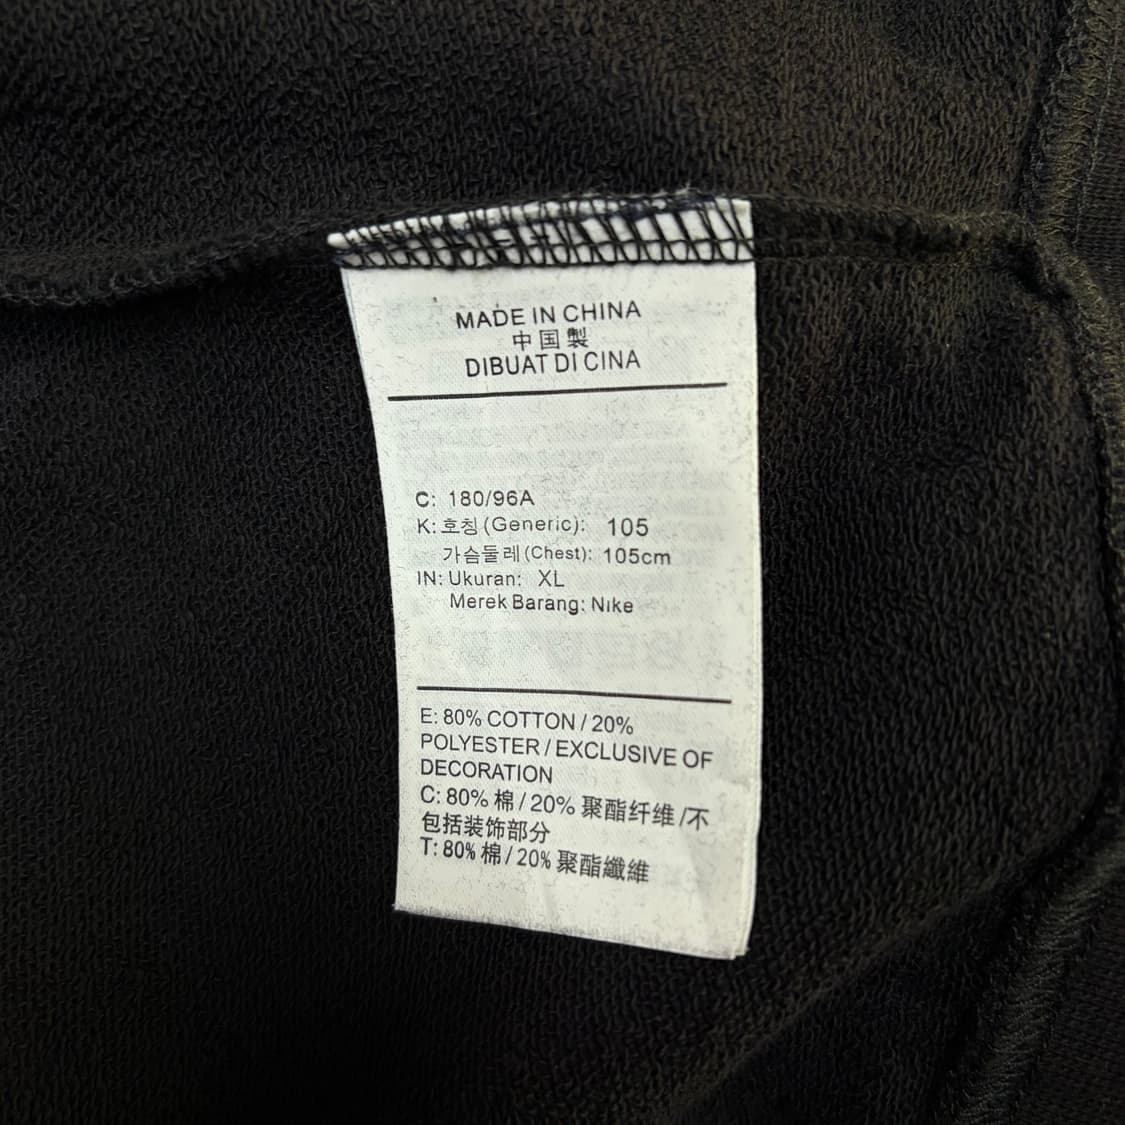 MADE IN CHINA
中国製
DIBUAT DI CINA
C: 180/96A
K: 호칭 (Generic): 105
가슴둘레 (Chest): 105cm
IN: Ukuran: XL
Merek Barang: Nike
E: 80% COTTON / 20%
POLYESTER / EXCLUSIVE OF
DECORATION
C: 80% 棉 / 20% 聚酯纤维 /不
包括装饰部分
T: 80% 棉 / 20% 聚酯纖維